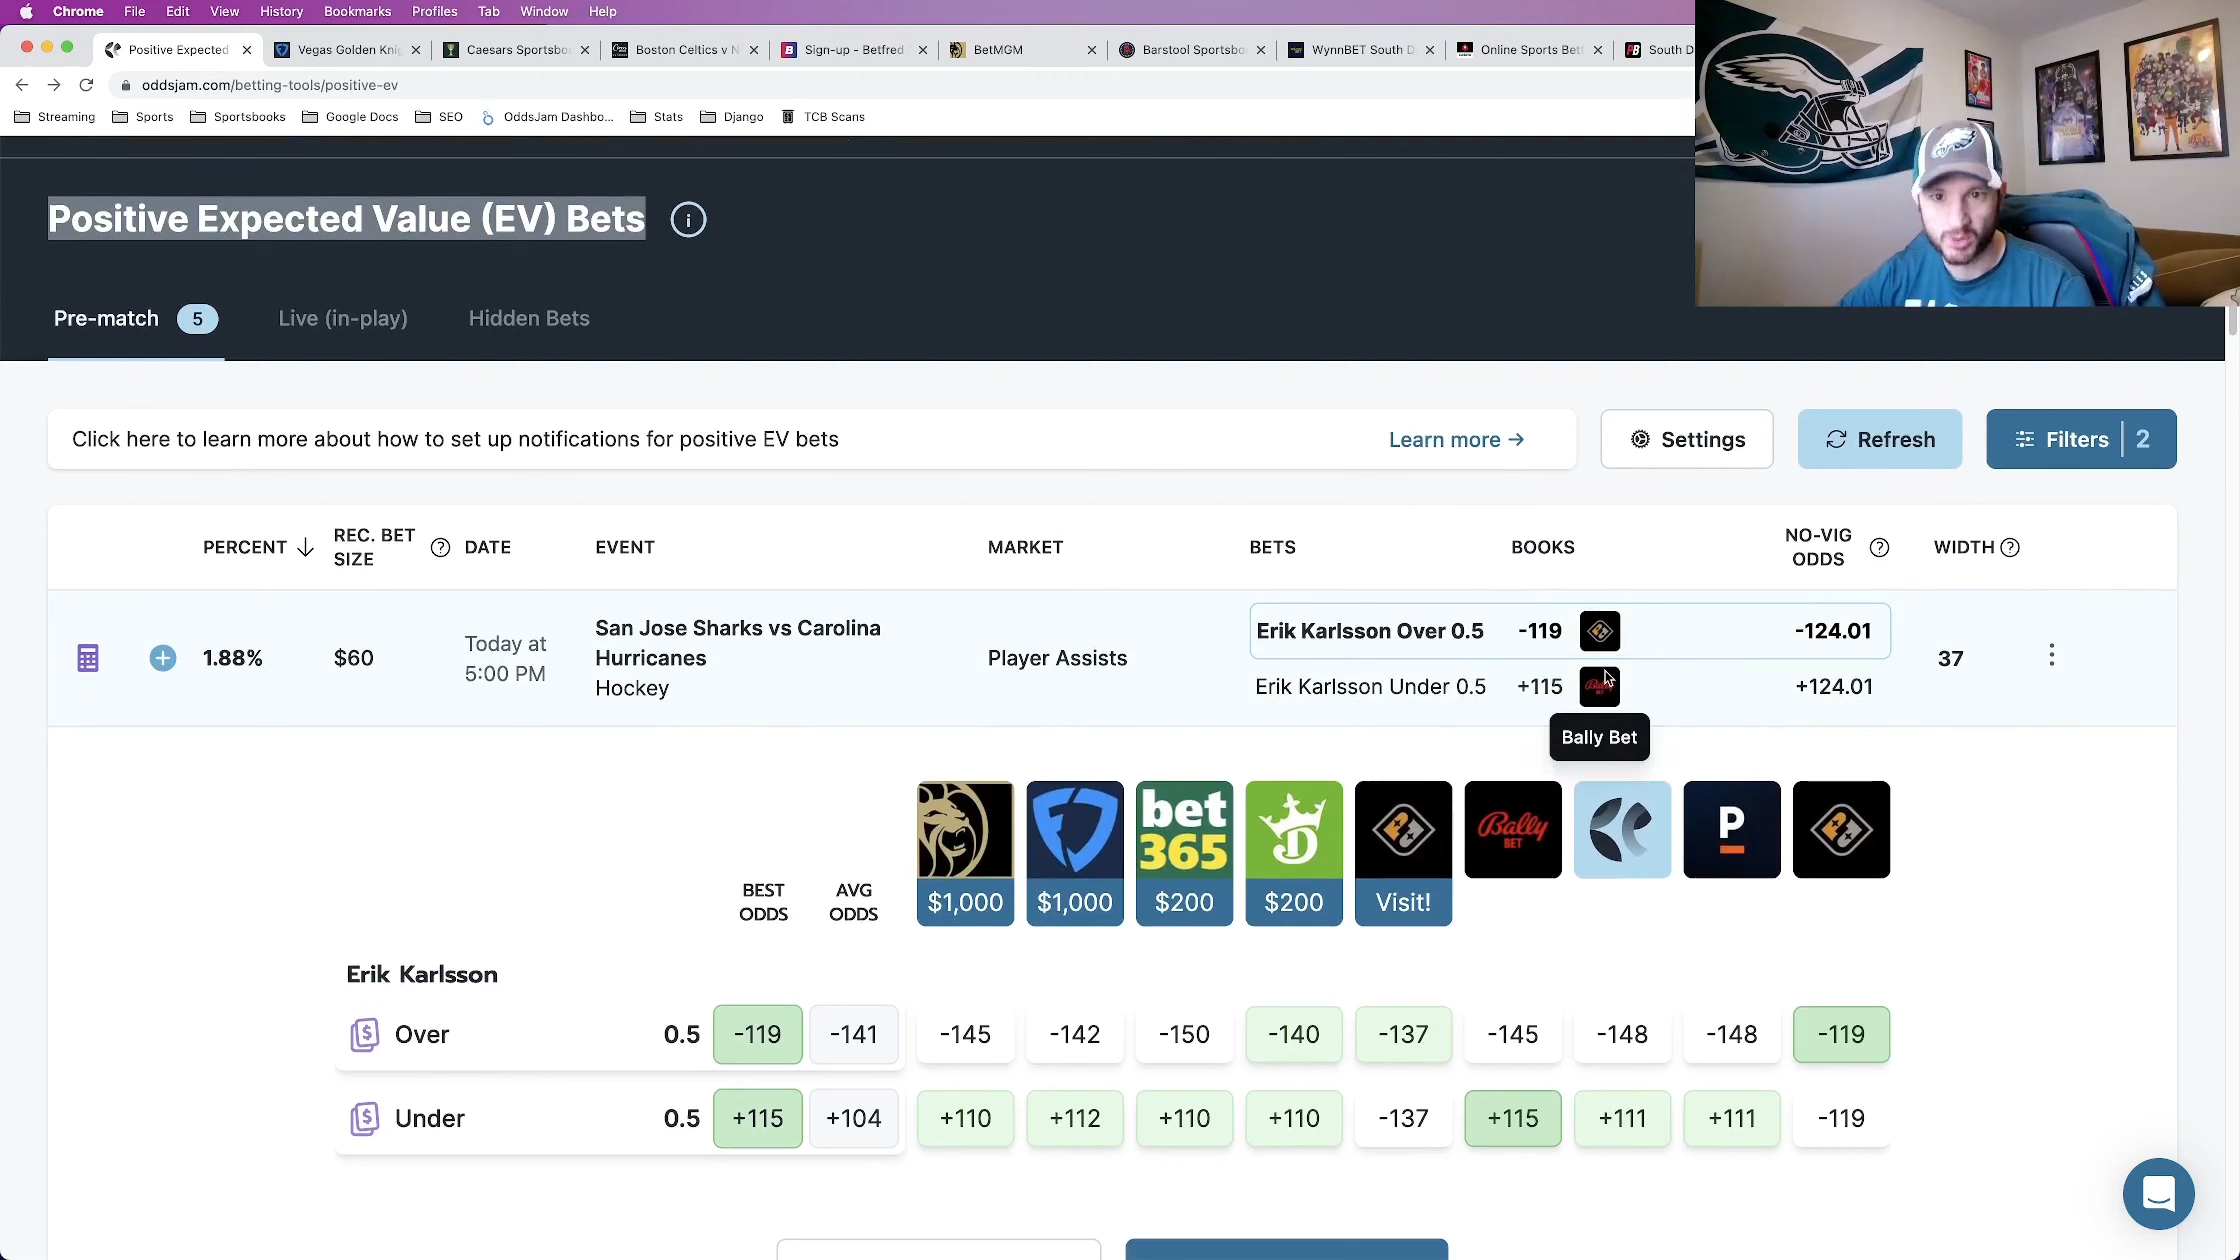 Chrome File Edit View History Bookmarks Profiles Tab Window Help
Positive Expected Vegas Golden Knig Caesars Sportsbo Boston Celtics v N Sign-up - Betfred BetMGM Barstool Sportsbo WynnBET South D Online Sports Bett South D
oddsjam.com/betting-tools/positive-ev
Streaming Sports Sportsbooks Google Docs SEO OddsJam Dashbo... Stats Django TCB Scans
Positive Expected Value (EV) Bets
Pre-match 5 Live (in-play) Hidden Bets
Click here to learn more about how to set up notifications for positive EV bets Learn more → Settings Refresh Filters 2
PERCENT REC. BET SIZE DATE EVENT MARKET BETS BOOKS NO-VIG ODDS WIDTH
1.88% $60 Today at 5:00 PM
San Jose Sharks vs Carolina
Hurricanes
Hockey
Player Assists
Erik Karlsson Over 0.5 -119 -124.01
Erik Karlsson Under 0.5 +115 +124.01
37
Bally Bet
BEST ODDS AVG ODDS
bet365 Bally BET P
$1,000 $1,000 $200 $200 Visit!
Erik Karlsson
Over 0.5 -119 -141 -145 -142 -150 -140 -137 -145 -148 -148 -119
Under 0.5 +115 +104 +110 +112 +110 +110 -137 +115 +111 +111 -119